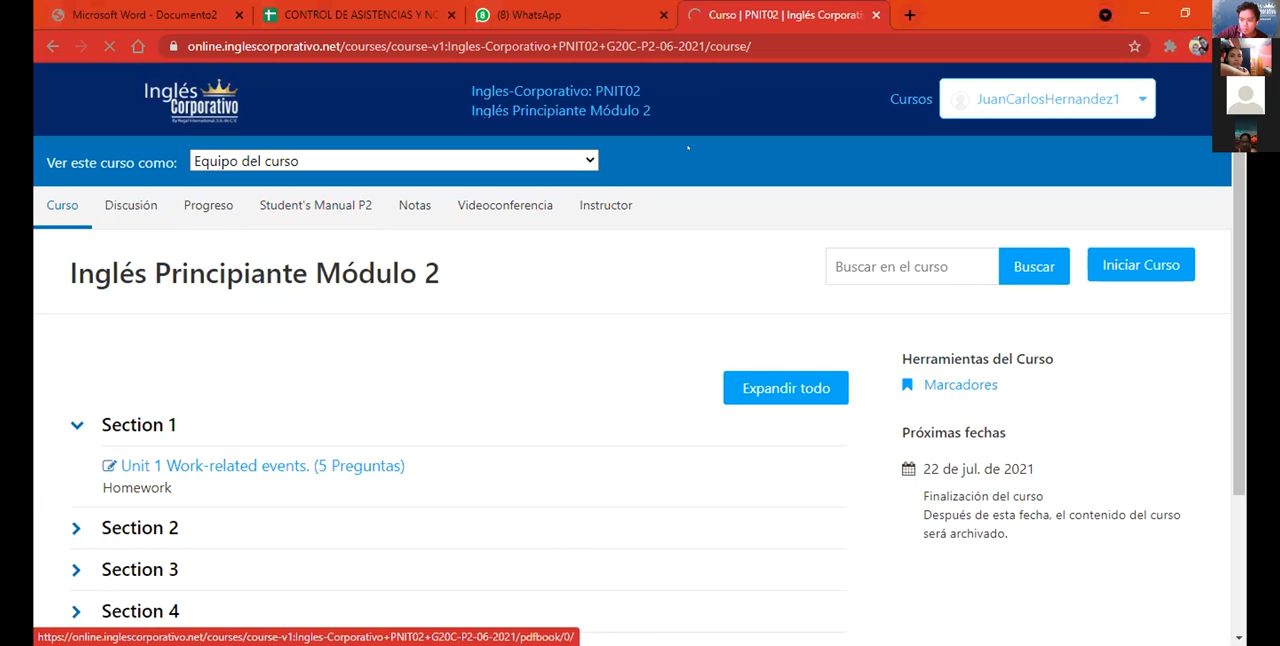 Microsoft Word - Documento2
CONTROL DE ASISTENCIAS Y NO
(8) WhatsApp
Curso | PNIT02 | Inglés Corporati
online.inglescorporativo.net/courses/course-v1:Ingles-Corporativo+PNIT02+G20C-P2-06-2021/course/
Inglés
Corporativo
Ingles-Corporativo: PNIT02
Inglés Principiante Módulo 2
Cursos
JuanCarlosHernandez1
Ver este curso como:
Equipo del curso
Curso
Discusión
Progreso
Student's Manual P2
Notas
Videoconferencia
Instructor
Inglés Principiante Módulo 2
Buscar en el curso
Buscar
Iniciar Curso
Expandir todo
Section 1
Unit 1 Work-related events. (5 Preguntas)
Homework
Section 2
Section 3
Section 4
Herramientas del Curso
Marcadores
Próximas fechas
22 de jul. de 2021
Finalización del curso
Después de esta fecha, el contenido del curso
será archivado.
https://online.inglescorporativo.net/courses/course-v1:Ingles-Corporativo+PNIT02+G20C-P2-06-2021/pdfbook/0/